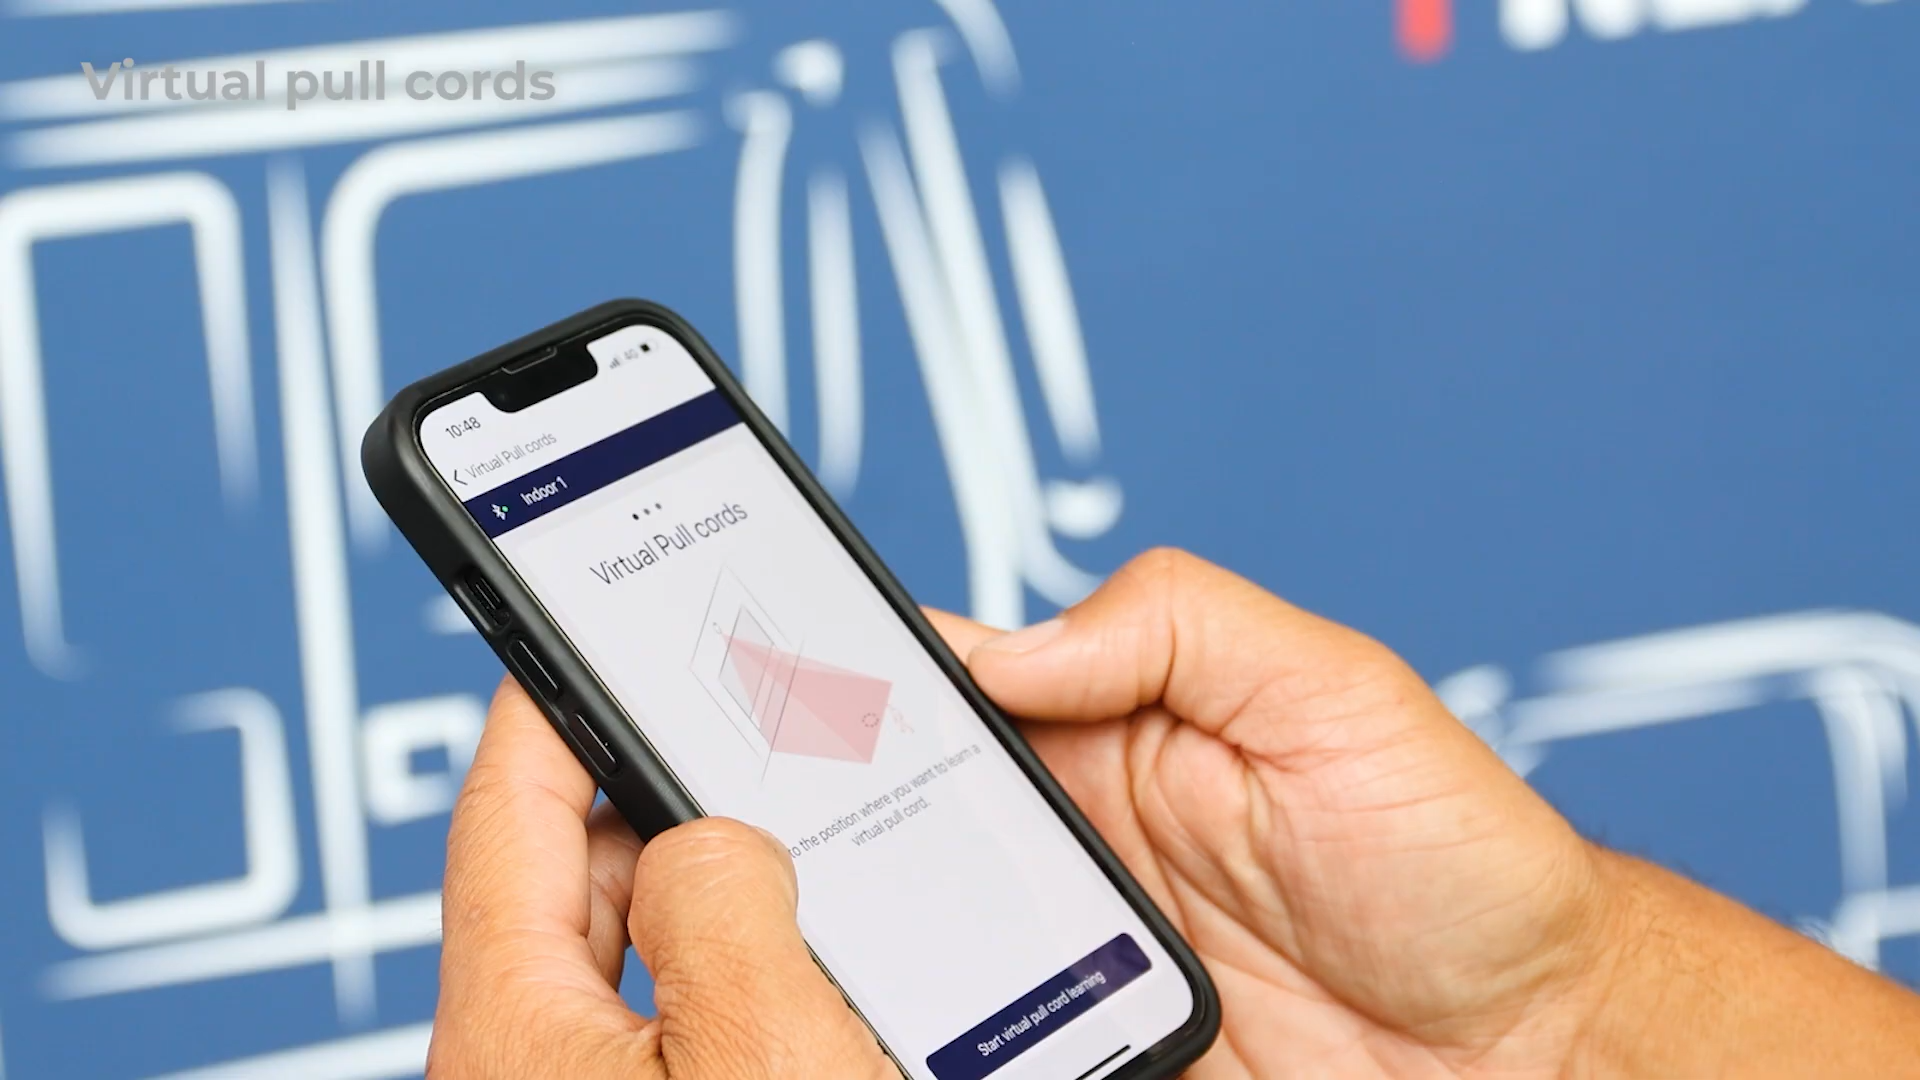 Virtual pull cords
10:48
4G
Virtual Pull cords
Indoor 1
Virtual Pull cords
to the position where you want to learn a
virtual pull cord.
Start virtual pull cord learning